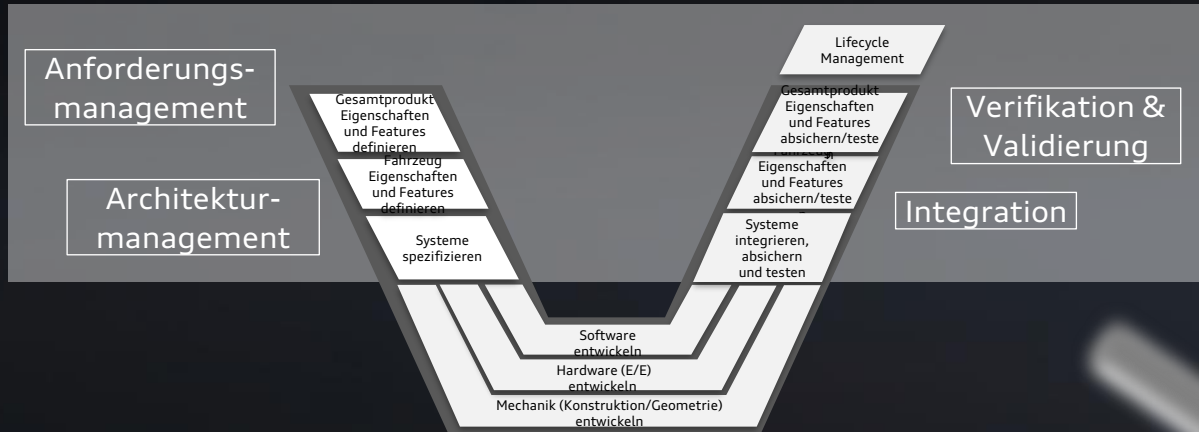 Anforderungs-
management
Architektur-
management
Gesamtprodukt
Eigenschaften
und Features
definieren
Fahrzeug
Eigenschaften
und Features
definieren
Systeme
spezifizieren
Software
entwickeln
Hardware (E/E)
entwickeln
Mechanik (Konstruktion/Geometrie)
entwickeln
Lifecycle
Management
Gesamtprodukt
Eigenschaften
und Features
absichern/teste
Fahrzeug
Eigenschaften
und Features
absichern/teste
Systeme
integrieren,
absichern
und testen
Verifikation &
Validierung
Integration